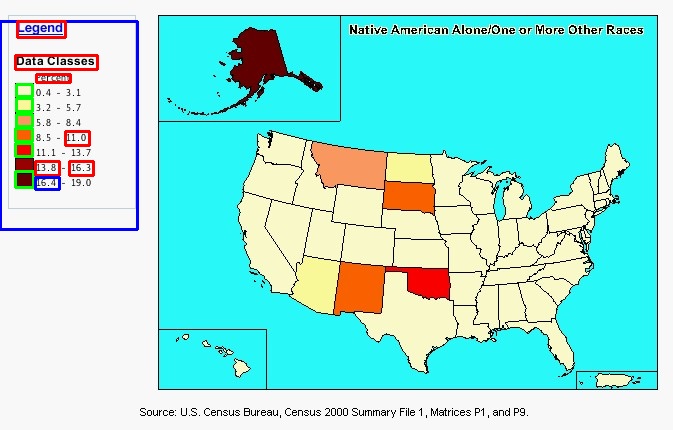 Legend
Data Classes
Percent
0.4 - 3.1
3.2 - 5.7
5.8 - 8.4
8.5 - 11.0
11.1 - 13.7
13.8 - 16.3
16.4 - 19.0
Native American Alone/One or More Other Races
Source: U.S. Census Bureau, Census 2000 Summary File 1, Matrices P1, and P9.